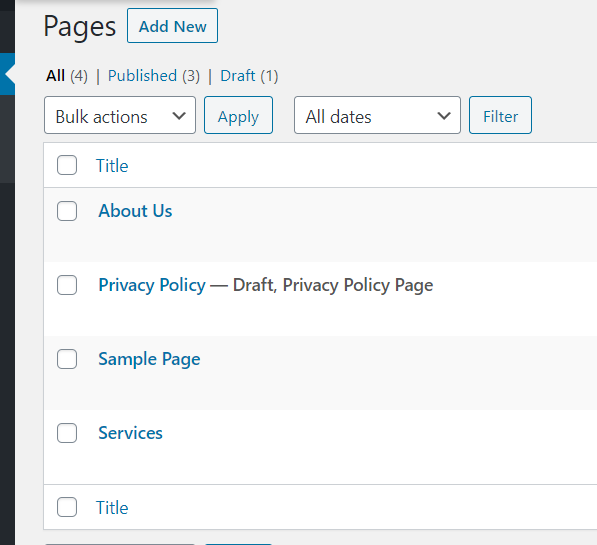 Pages Add New
All (4) | Published (3) | Draft (1)
Bulk actions Apply All dates Filter
Title
About Us
Privacy Policy — Draft, Privacy Policy Page
Sample Page
Services
Title